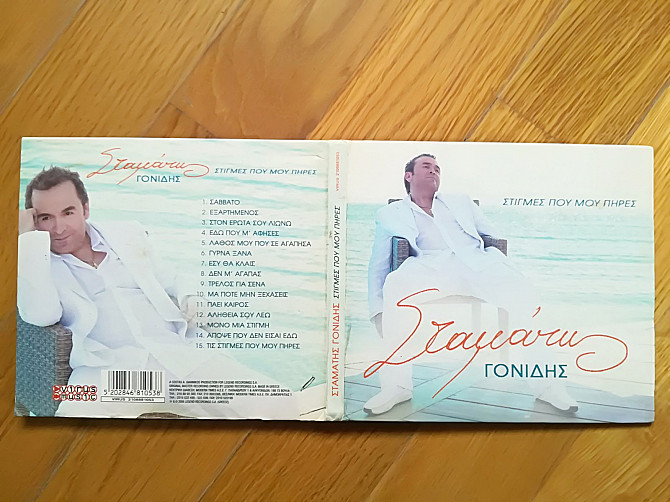 Σταμάτης
ΓΟΝΙΔΗΣ
ΣΤΙΓΜΕΣ ΠΟΥ ΜΟΥ ΠΗΡΕΣ
1. ΣΑΒΒΑΤΟ
2. ΕΞΑΡΤΗΜΕΝΟΣ
3. ΣΤΟΝ ΕΡΩΤΑ ΣΟΥ ΛΙΩΝΩ
4. ΕΔΩ ΠΟΥ Μ' ΑΦΗΣΕΣ
5. ΛΑΘΟΣ ΜΟΥ ΠΟΥ ΣΕ ΑΓΑΠΗΣΑ
6. ΓΥΡΝΑ ΞΑΝΑ
7. ΕΣΥ ΘΑ ΚΛΑΙΣ
8. ΔΕΝ Μ' ΑΓΑΠΑΣ
9. ΤΡΕΛΟΣ ΓΙΑ ΣΕΝΑ
10. ΜΑ ΠΟΤΕ ΜΗΝ ΞΕΧΑΣΕΙΣ
11. ΠΑΕΙ ΚΑΙΡΟΣ
12. ΑΛΗΘΕΙΑ ΣΟΥ ΛΕΩ
13. ΜΟΝΟ ΜΙΑ ΣΤΙΓΜΗ
14. ΑΠΟΨΕ ΠΟΥ ΔΕΝ ΕΙΣΑΙ ΕΔΩ
15. ΤΙΣ ΣΤΙΓΜΕΣ ΠΟΥ ΜΟΥ ΠΗΡΕΣ
virus
music
5 202846 810538
ΣΤΑΜΑΤΗΣ ΓΟΝΙΔΗΣ ΣΤΙΓΜΕΣ ΠΟΥ ΜΟΥ ΠΗΡΕΣ
ΣΤΙΓΜΕΣ ΠΟΥ ΜΟΥ ΠΗΡΕΣ
Σταμάτης
ΓΟΝΙΔΗΣ